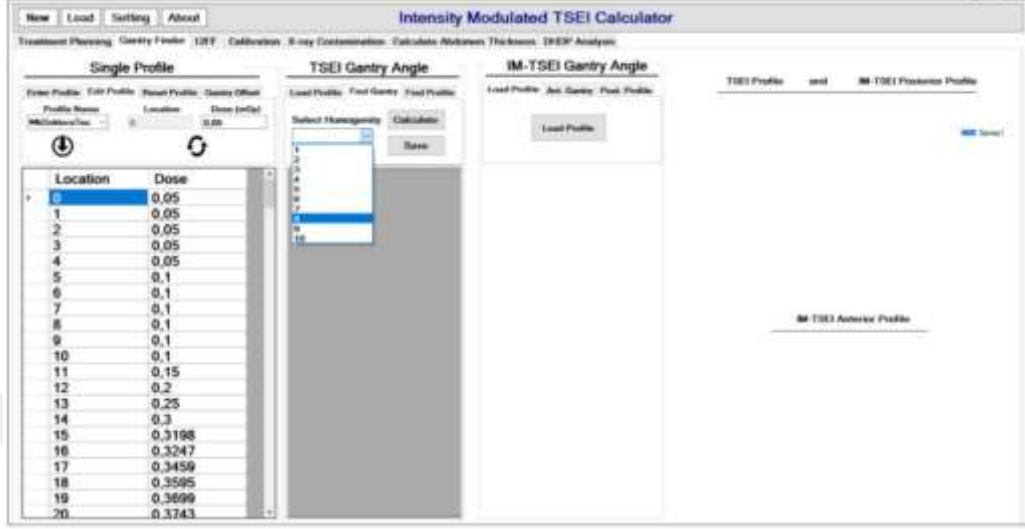 New Load Setting About
Intensity Modulated TSEI Calculator
Treatment Planning Gantry Finder Calibration X-ray Contamination Calculate Abdomen Thickness Analysis
Single Profile
Enter Profile Edit Profile Reset Profile Gantry Offset
Profile Name Location Dose (mGy)
0 0,05
Location Dose
0 0,05
1 0,05
2 0,05
3 0,05
4 0,05
5 0,1
6 0,1
7 0,1
8 0,1
9 0,1
10 0,1
11 0,15
12 0,2
13 0,25
14 0,3
15 0,3198
16 0,3247
17 0,3459
18 0,3595
19 0,3699
20 0,3743
TSEI Gantry Angle
Load Profile Find Gantry Find Profile
Select Homogenity Calculate
Save
1
2
3
4
5
6
7
8
9
10
IM-TSEI Gantry Angle
Load Profile Ant. Gantry Post. Profile
Load Profile
TSEI Profile and IM-TSEI Posterior Profile
Series1
IM-TSEI Anterior Profile